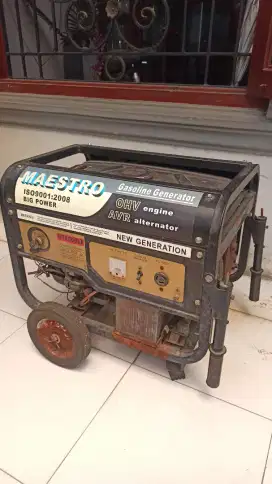 MAESTRO
Gasoline Generator
ISO9001:2008
BIG POWER
OHV engine
AVR alternator
NEW GENERATION